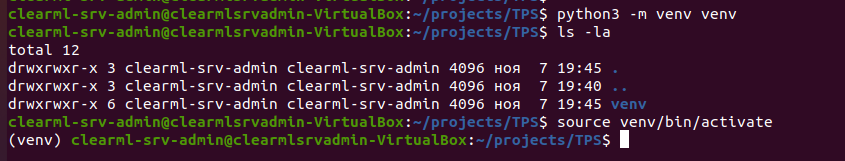 clearml-srv-admin@clearmlsrvadmin-VirtualBox:~/projects/TPS$ python3 -m venv venv
clearml-srv-admin@clearmlsrvadmin-VirtualBox:~/projects/TPS$ ls -la
total 12
drwxrwxr-x 3 clearml-srv-admin clearml-srv-admin 4096 ноя  7 19:45 .
drwxrwxr-x 3 clearml-srv-admin clearml-srv-admin 4096 ноя  7 19:40 ..
drwxrwxr-x 6 clearml-srv-admin clearml-srv-admin 4096 ноя  7 19:45 venv
clearml-srv-admin@clearmlsrvadmin-VirtualBox:~/projects/TPS$ source venv/bin/activate
(venv) clearml-srv-admin@clearmlsrvadmin-VirtualBox:~/projects/TPS$